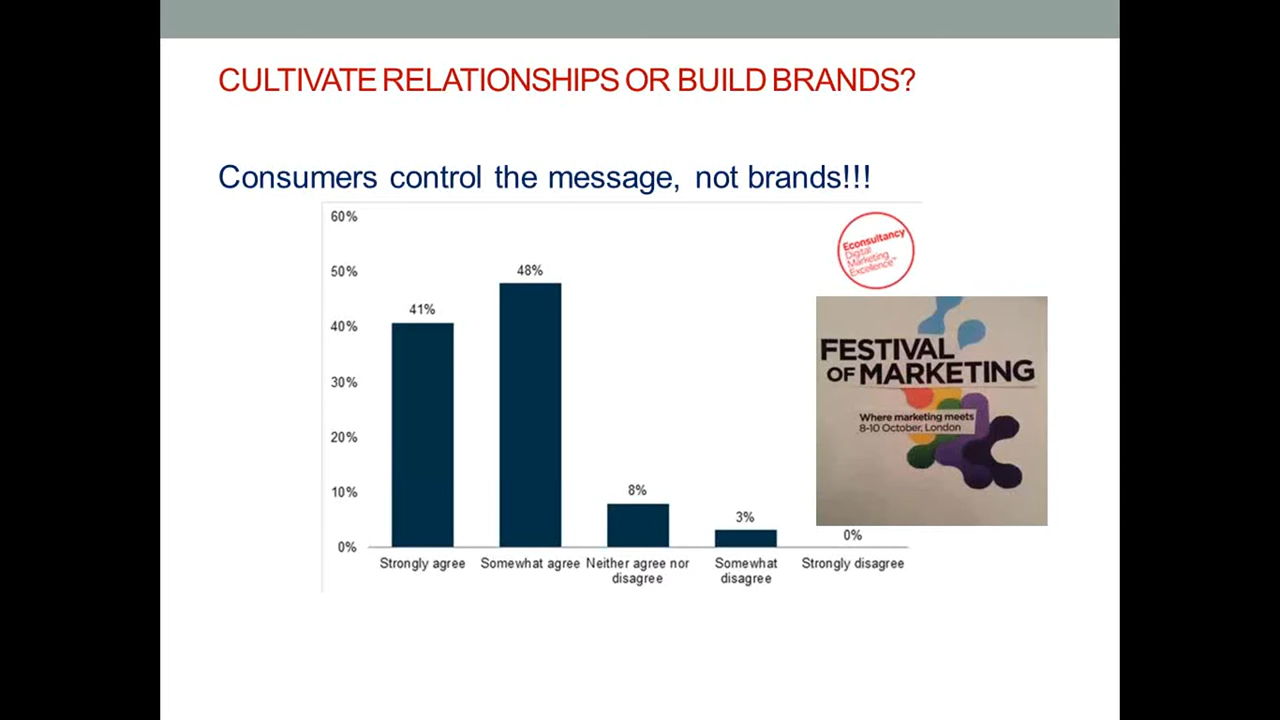 CULTIVATE RELATIONSHIPS OR BUILD BRANDS?
Consumers control the message, not brands!!!
60%
50%
40%
30%
20%
10%
0%
41%
48%
8%
3%
0%
Strongly agree
Somewhat agree
Neither agree nor
disagree
Somewhat
disagree
Strongly disagree
Econsultancy
Digital
Marketing
Excellence™
FESTIVAL
OF MARKETING
Where marketing meets
8-10 October, London